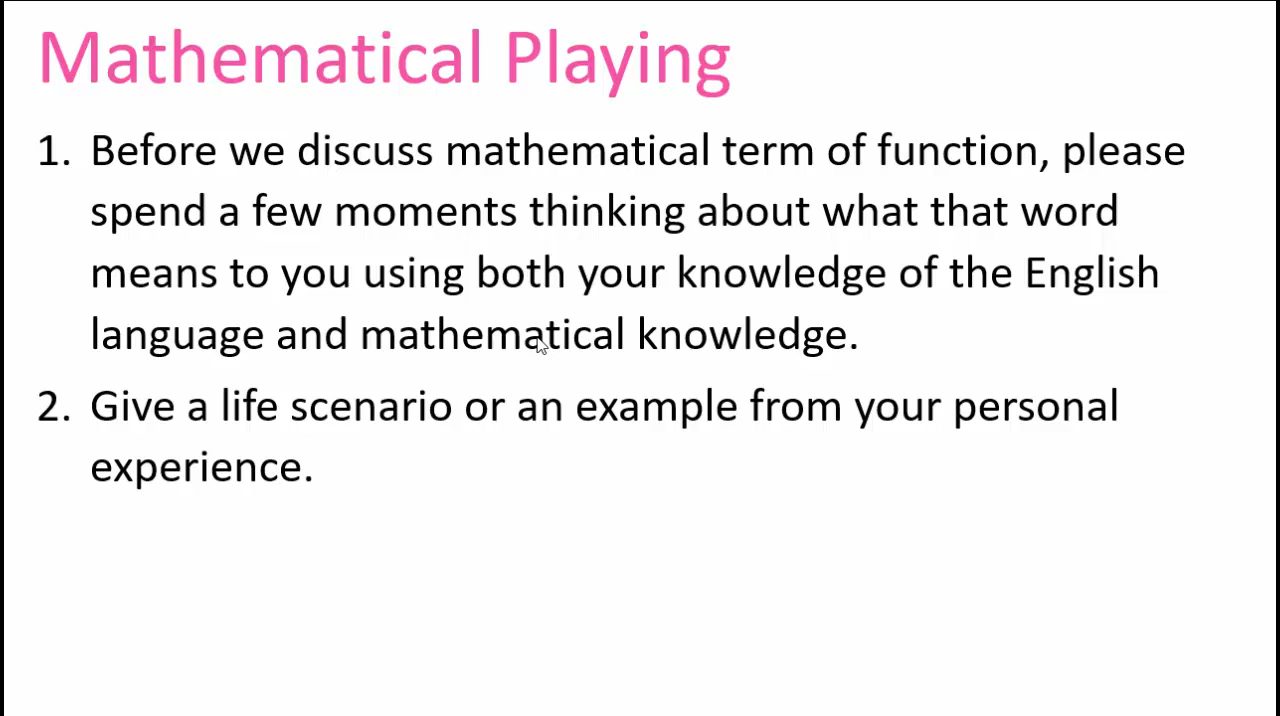 Mathematical Playing
1. Before we discuss mathematical term of function, please
spend a few moments thinking about what that word
means to you using both your knowledge of the English
language and mathematical knowledge.
2. Give a life scenario or an example from your personal
experience.